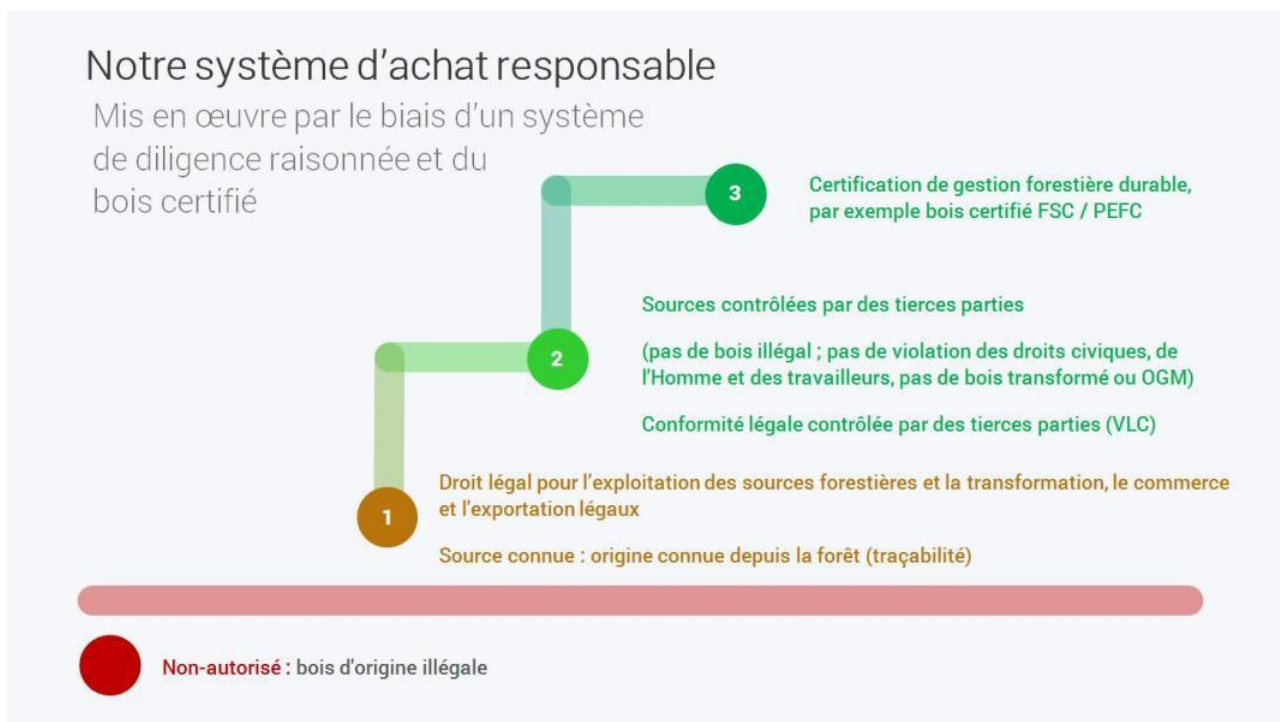 Notre système d'achat responsable
Mis en œuvre par le biais d'un système
de diligence raisonnée et du
bois certifié
3
Certification de gestion forestière durable,
par exemple bois certifié FSC / PEFC
2
Sources contrôlées par des tierces parties
(pas de bois illégal ; pas de violation des droits civiques, de
l'Homme et des travailleurs, pas de bois transformé ou OGM)
Conformité légale contrôlée par des tierces parties (VLC)
1
Droit légal pour l'exploitation des sources forestières et la transformation, le commerce
et l'exportation légaux
Source connue : origine connue depuis la forêt (traçabilité)
Non-autorisé : bois d'origine illégale